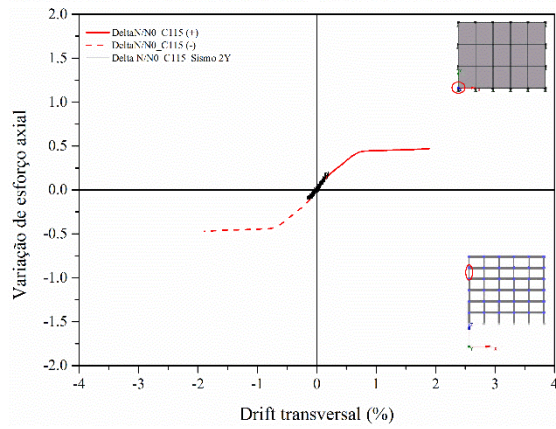 2.0
1.5
1.0
0.5
0.0
-0.5
-1.0
-1.5
-2.0
Variação de esforço axial
DeltaN/N0_C115 (+)
DeltaN/N0_C115 (-)
Delta N/N0_C115_Sismo 2Y
-4 -3 -2 -1 0 1 2 3 4
Drift transversal (%)